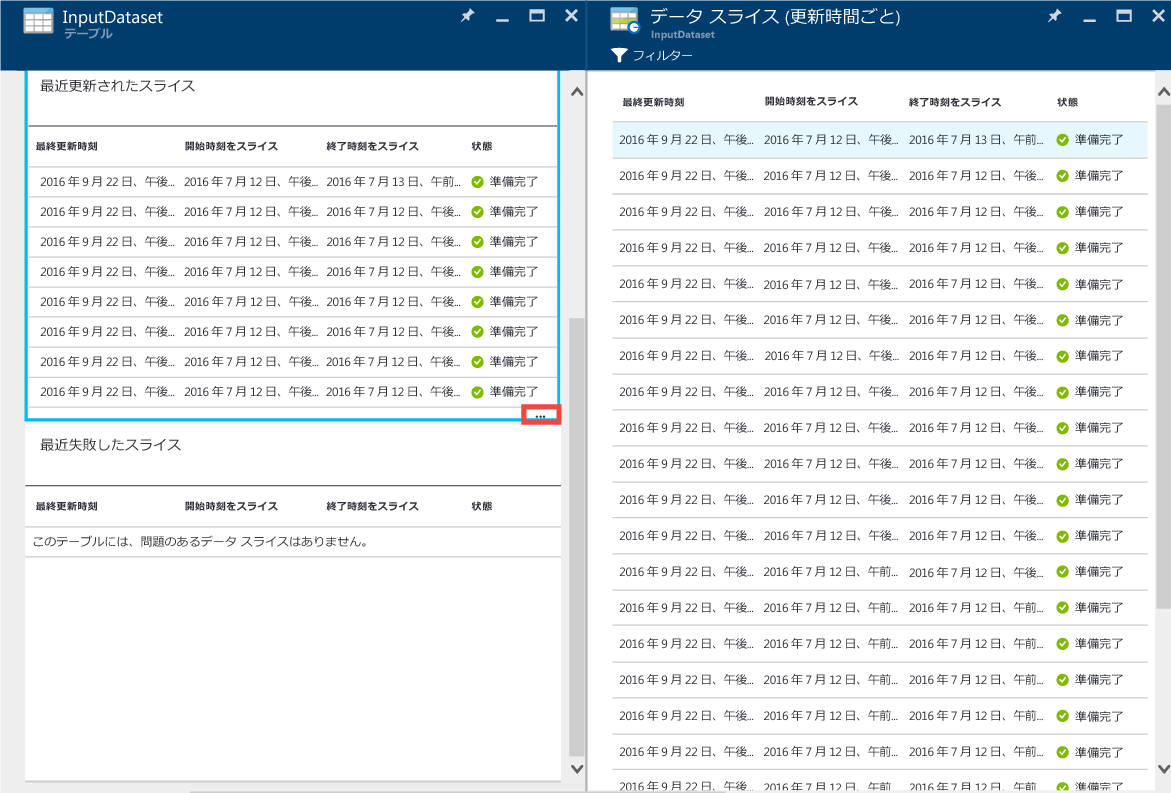 InputDataset
テーブル
最近更新されたスライス
最終更新時刻 開始時刻をスライス 終了時刻をスライス 状態
2016 年 9 月 22 日、午後... 2016 年 7 月 12 日、午後... 2016 年 7 月 13 日、午前... 準備完了
2016 年 9 月 22 日、午後... 2016 年 7 月 12 日、午後... 2016 年 7 月 12 日、午後... 準備完了
2016 年 9 月 22 日、午後... 2016 年 7 月 12 日、午後... 2016 年 7 月 12 日、午後... 準備完了
2016 年 9 月 22 日、午後... 2016 年 7 月 12 日、午後... 2016 年 7 月 12 日、午後... 準備完了
2016 年 9 月 22 日、午後... 2016 年 7 月 12 日、午後... 2016 年 7 月 12 日、午後... 準備完了
2016 年 9 月 22 日、午後... 2016 年 7 月 12 日、午後... 2016 年 7 月 12 日、午後... 準備完了
2016 年 9 月 22 日、午後... 2016 年 7 月 12 日、午後... 2016 年 7 月 12 日、午後... 準備完了
2016 年 9 月 22 日、午後... 2016 年 7 月 12 日、午後... 2016 年 7 月 12 日、午後... 準備完了
...
最近失敗したスライス
最終更新時刻 開始時刻をスライス 終了時刻をスライス 状態
このテーブルには、問題のあるデータ スライスはありません。
データ スライス (更新時間ごと)
InputDataset
フィルター
最終更新時刻 開始時刻をスライス 終了時刻をスライス 状態
2016 年 9 月 22 日、午後... 2016 年 7 月 12 日、午後... 2016 年 7 月 13 日、午前... 準備完了
2016 年 9 月 22 日、午後... 2016 年 7 月 12 日、午後... 2016 年 7 月 12 日、午後... 準備完了
2016 年 9 月 22 日、午後... 2016 年 7 月 12 日、午後... 2016 年 7 月 12 日、午後... 準備完了
2016 年 9 月 22 日、午後... 2016 年 7 月 12 日、午後... 2016 年 7 月 12 日、午後... 準備完了
2016 年 9 月 22 日、午後... 2016 年 7 月 12 日、午後... 2016 年 7 月 12 日、午後... 準備完了
2016 年 9 月 22 日、午後... 2016 年 7 月 12 日、午後... 2016 年 7 月 12 日、午後... 準備完了
2016 年 9 月 22 日、午後... 2016 年 7 月 12 日、午後... 2016 年 7 月 12 日、午後... 準備完了
2016 年 9 月 22 日、午後... 2016 年 7 月 12 日、午後... 2016 年 7 月 12 日、午後... 準備完了
2016 年 9 月 22 日、午後... 2016 年 7 月 12 日、午後... 2016 年 7 月 12 日、午後... 準備完了
2016 年 9 月 22 日、午後... 2016 年 7 月 12 日、午後... 2016 年 7 月 12 日、午後... 準備完了
2016 年 9 月 22 日、午後... 2016 年 7 月 12 日、午後... 2016 年 7 月 12 日、午後... 準備完了
2016 年 9 月 22 日、午後... 2016 年 7 月 12 日、午後... 2016 年 7 月 12 日、午後... 準備完了
2016 年 9 月 22 日、午後... 2016 年 7 月 12 日、午前... 2016 年 7 月 12 日、午後... 準備完了
2016 年 9 月 22 日、午後... 2016 年 7 月 12 日、午前... 2016 年 7 月 12 日、午前... 準備完了
2016 年 9 月 22 日、午後... 2016 年 7 月 12 日、午前... 2016 年 7 月 12 日、午前... 準備完了
2016 年 9 月 22 日、午後... 2016 年 7 月 12 日、午前... 2016 年 7 月 12 日、午前... 準備完了
2016 年 9 月 22 日、午後... 2016 年 7 月 12 日、午前... 2016 年 7 月 12 日、午前... 準備完了
2016 年 9 月 22 日、午後... 2016 年 7 月 12 日、午前... 2016 年 7 月 12 日、午前... 準備完了
2016 年 9 月 22 日、午後... 2016 年 7 月 12 日、午前... 2016 年 7 月 12 日、午前... 準備完了